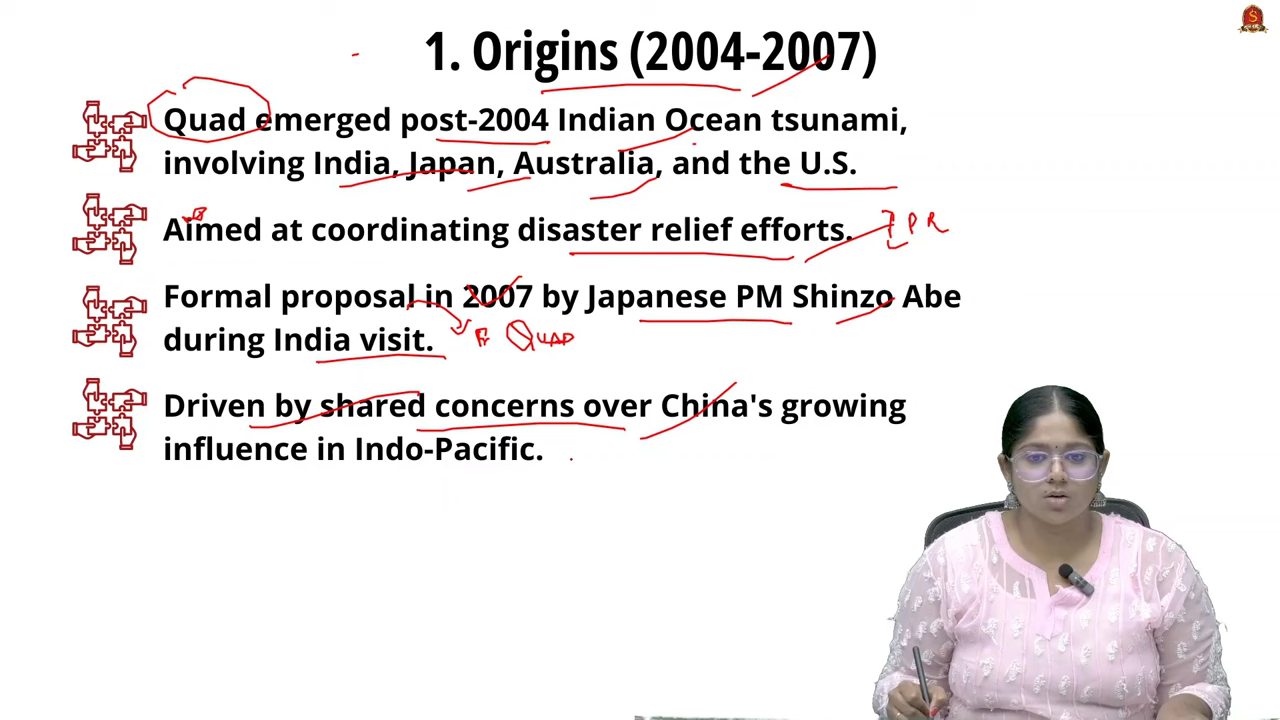 1. Origins (2004-2007)
Quad emerged post-2004 Indian Ocean tsunami,
involving India, Japan, Australia, and the U.S.
Aimed at coordinating disaster relief efforts.
PR
Formal proposal in 2007 by Japanese PM Shinzo Abe
during India visit.
QUAD
Driven by shared concerns over China's growing
influence in Indo-Pacific.